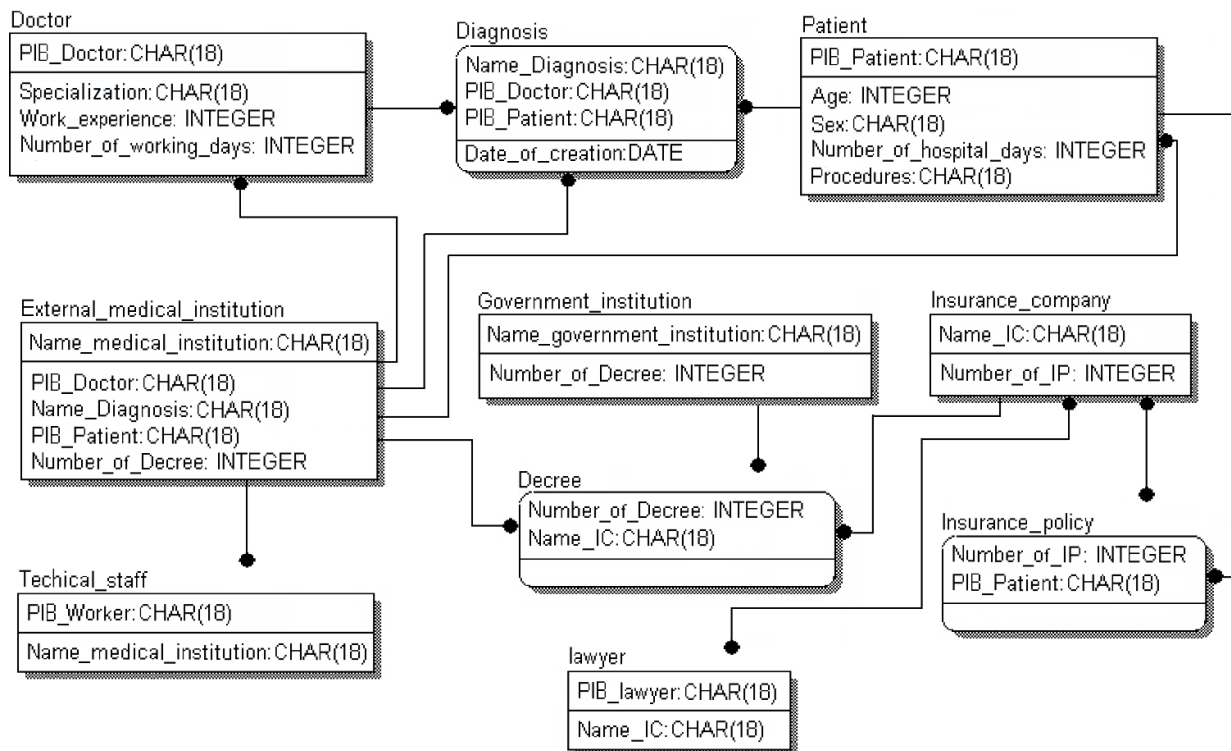 Doctor
PIB_Doctor:CHAR(18)
Specialization:CHAR(18)
Work_experience: INTEGER
Number_of_working_days: INTEGER
Diagnosis
Name_Diagnosis:CHAR(18)
PIB_Doctor:CHAR(18)
PIB_Patient:CHAR(18)
Date_of_creation:DATE
Patient
PIB_Patient:CHAR(18)
Age: INTEGER
Sex:CHAR(18)
Number_of_hospital_days: INTEGER
Procedures:CHAR(18)
External_medical_institution
Name_medical_institution:CHAR(18)
PIB_Doctor:CHAR(18)
Name_Diagnosis:CHAR(18)
PIB_Patient:CHAR(18)
Number_of_Decree: INTEGER
Government_institution
Name_government_institution:CHAR(18)
Number_of_Decree: INTEGER
Insurance_company
Name_IC:CHAR(18)
Number_of_IP: INTEGER
Decree
Number_of_Decree: INTEGER
Name_IC:CHAR(18)
Insurance_policy
Number_of_IP: INTEGER
PIB_Patient:CHAR(18)
Techical_staff
PIB_Worker:CHAR(18)
Name_medical_institution:CHAR(18)
lawyer
PIB_lawyer:CHAR(18)
Name_IC:CHAR(18)